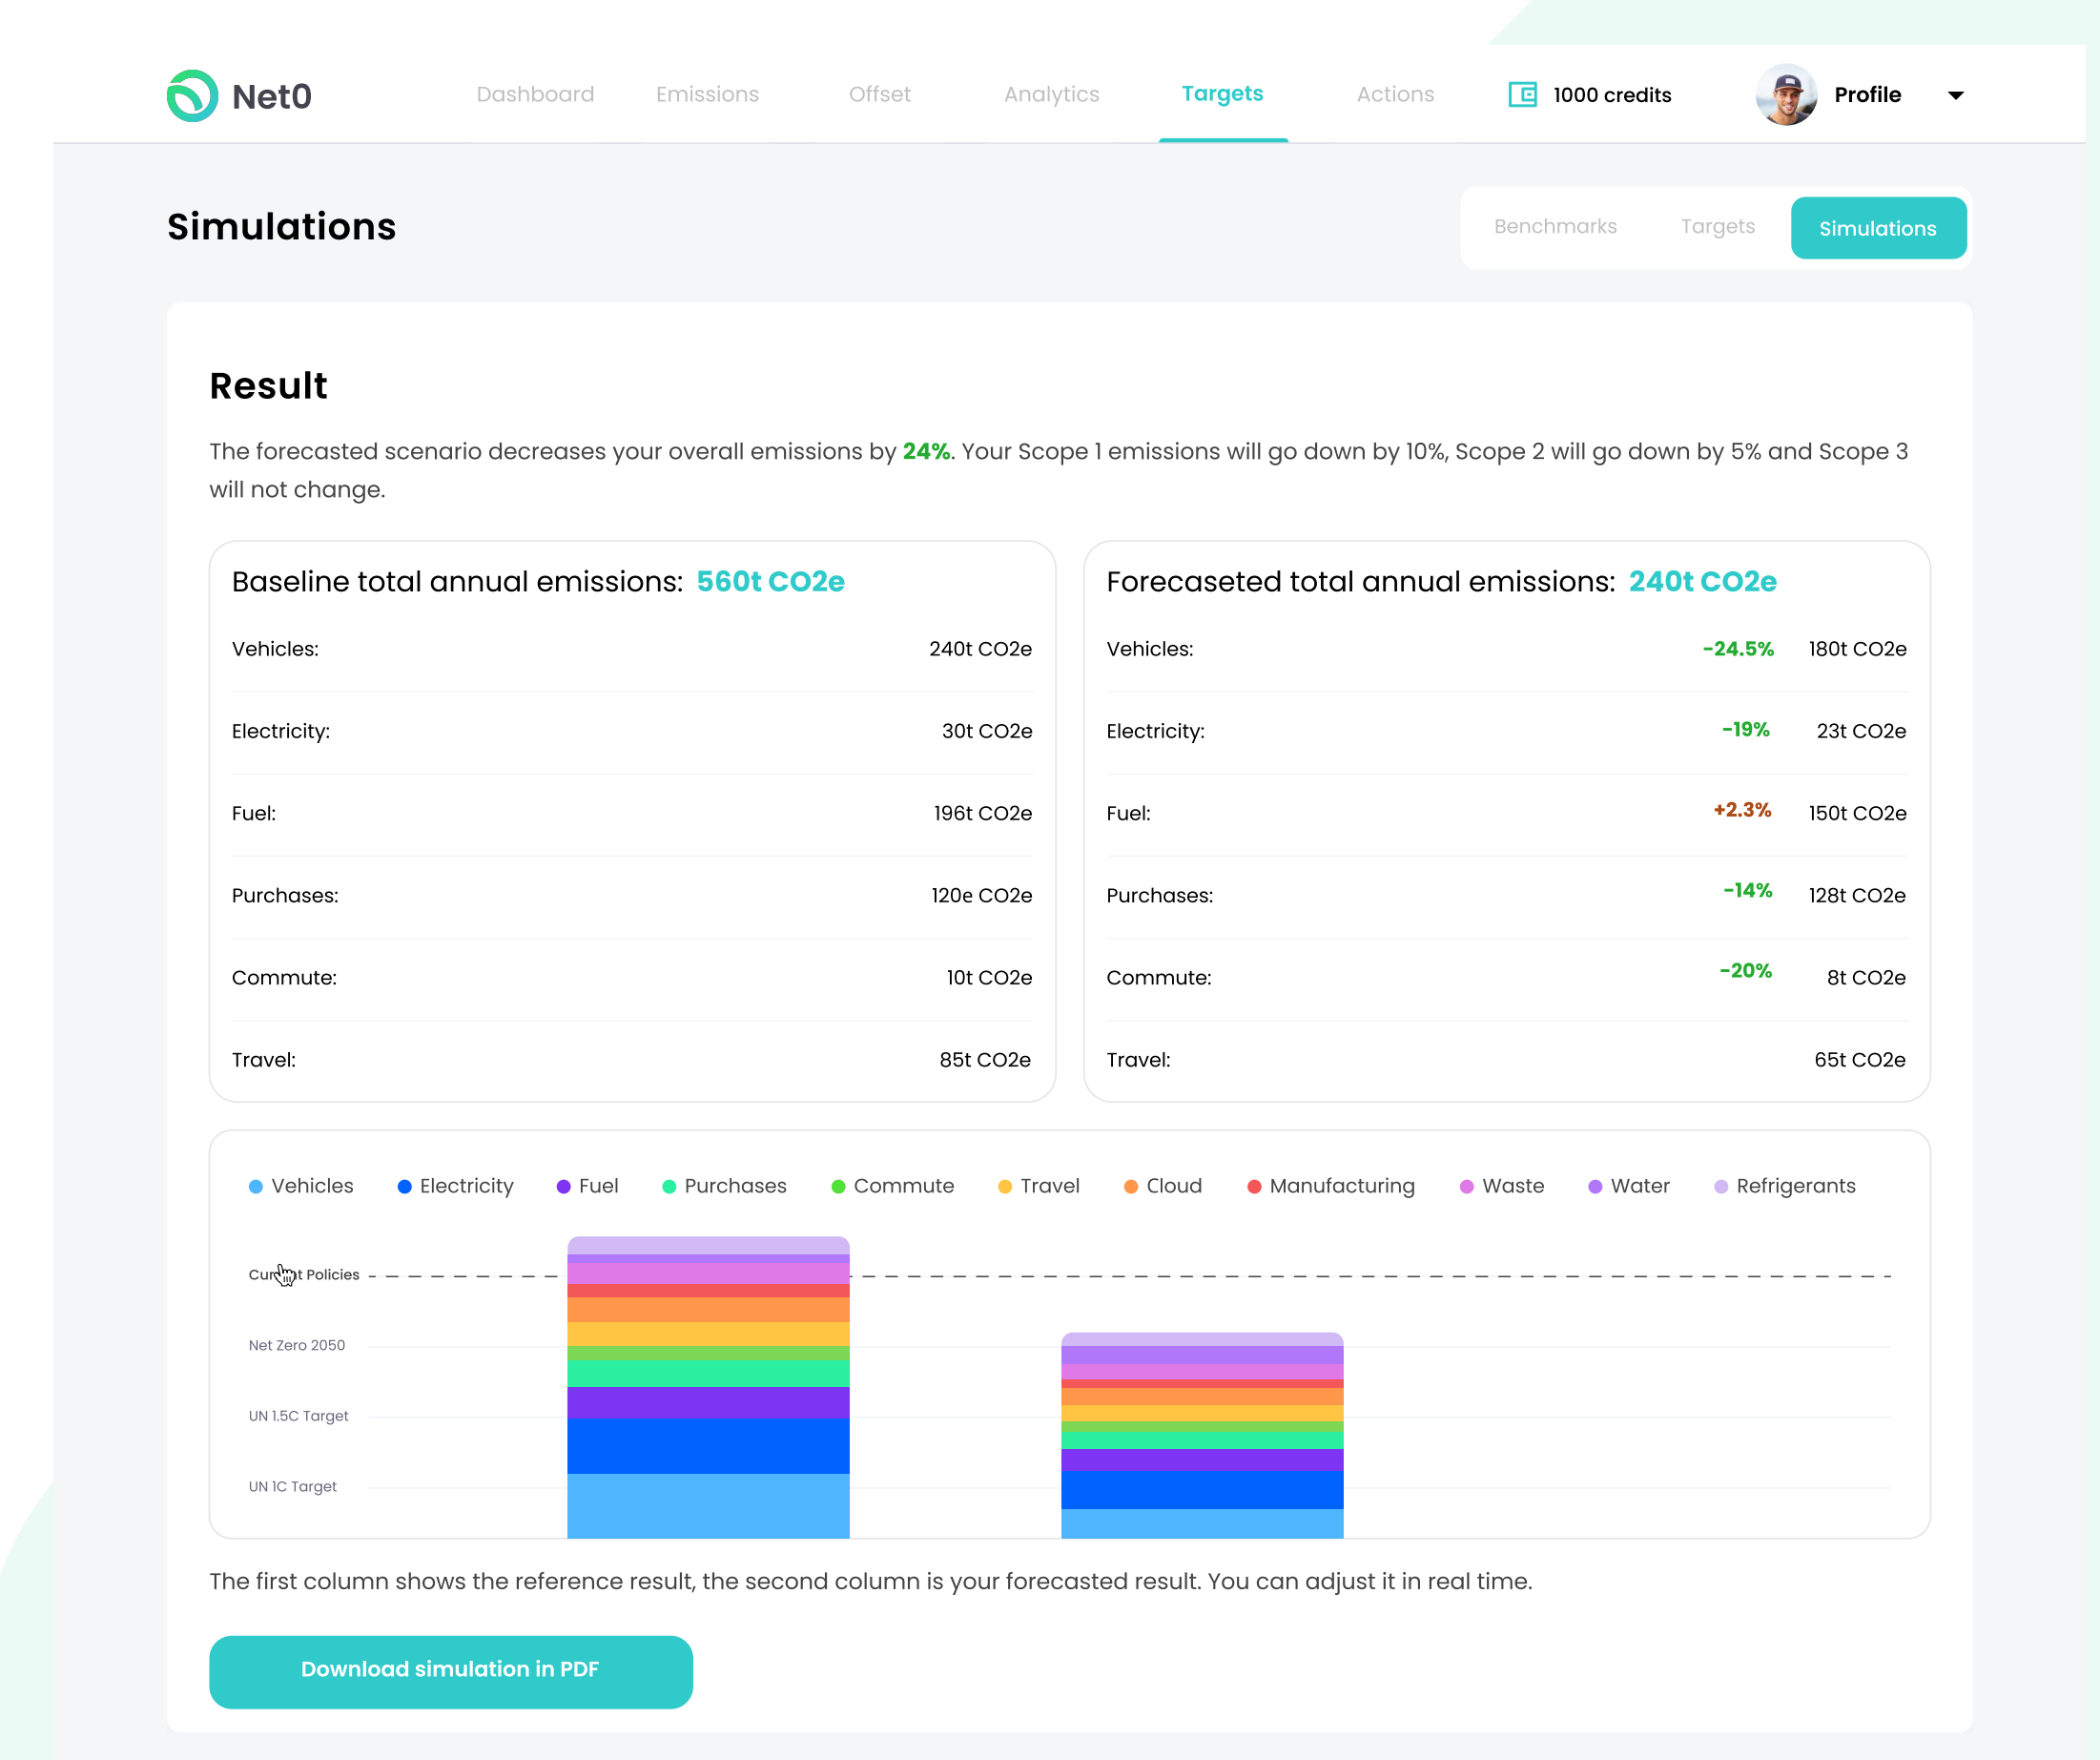 Net0
Dashboard Emissions Offset Analytics Targets Actions 1000 credits Profile
Simulations
Benchmarks Targets Simulations
Result
The forecasted scenario decreases your overall emissions by 24%. Your Scope 1 emissions will go down by 10%, Scope 2 will go down by 5% and Scope 3
will not change.
Baseline total annual emissions: 560t CO2e
Vehicles: 240t CO2e
Electricity: 30t CO2e
Fuel: 196t CO2e
Purchases: 120e CO2e
Commute: 10t CO2e
Travel: 85t CO2e
Forecaseted total annual emissions: 240t CO2e
Vehicles: -24.5% 180t CO2e
Electricity: -19% 23t CO2e
Fuel: +2.3% 150t CO2e
Purchases: -14% 128t CO2e
Commute: -20% 8t CO2e
Travel: 65t CO2e
Vehicles Electricity Fuel Purchases Commute Travel Cloud Manufacturing Waste Water Refrigerants
Policies
Net Zero 2050
UN 1.5C Target
UN 1C Target
The first column shows the reference result, the second column is your forecasted result. You can adjust it in real time.
Download simulation in PDF